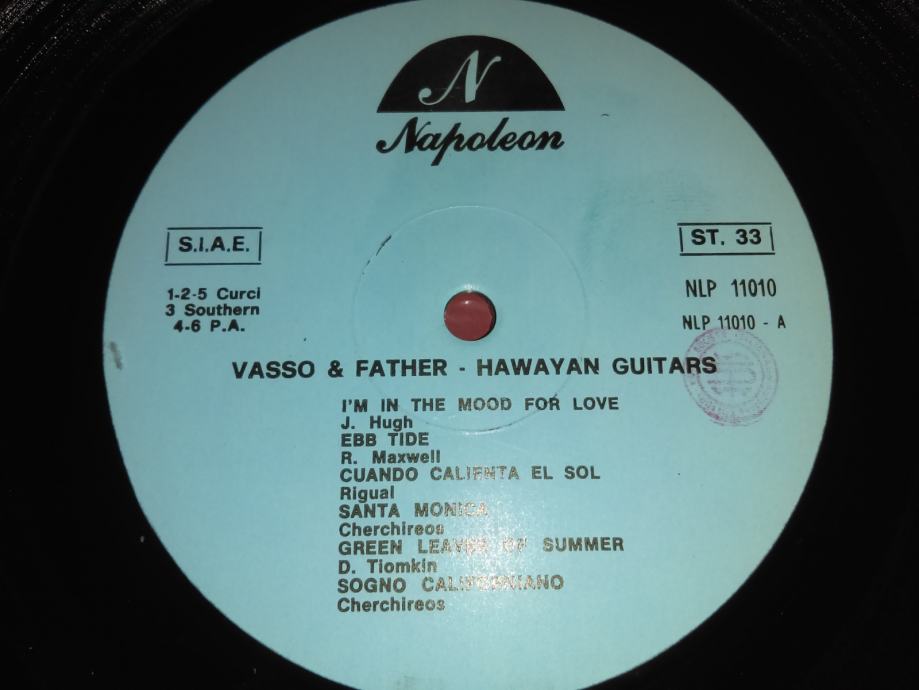 N
Napoleon
S.I.A.E.
ST. 33
1-2-5 Curci
3 Southern
4-6 P.A.
NLP 11010
NLP 11010 - A
VASSO & FATHER - HAWAYAN GUITARS
I'M IN THE MOOD FOR LOVE
J. Hugh
EBB TIDE
R. Maxwell
CUANDO CALIENTA EL SOL
Rigual
SANTA MONICA
Cherchireos
GREEN LEAVES OF SUMMER
D. Tiomkin
SOGNO CALIFORNIANO
Cherchireos